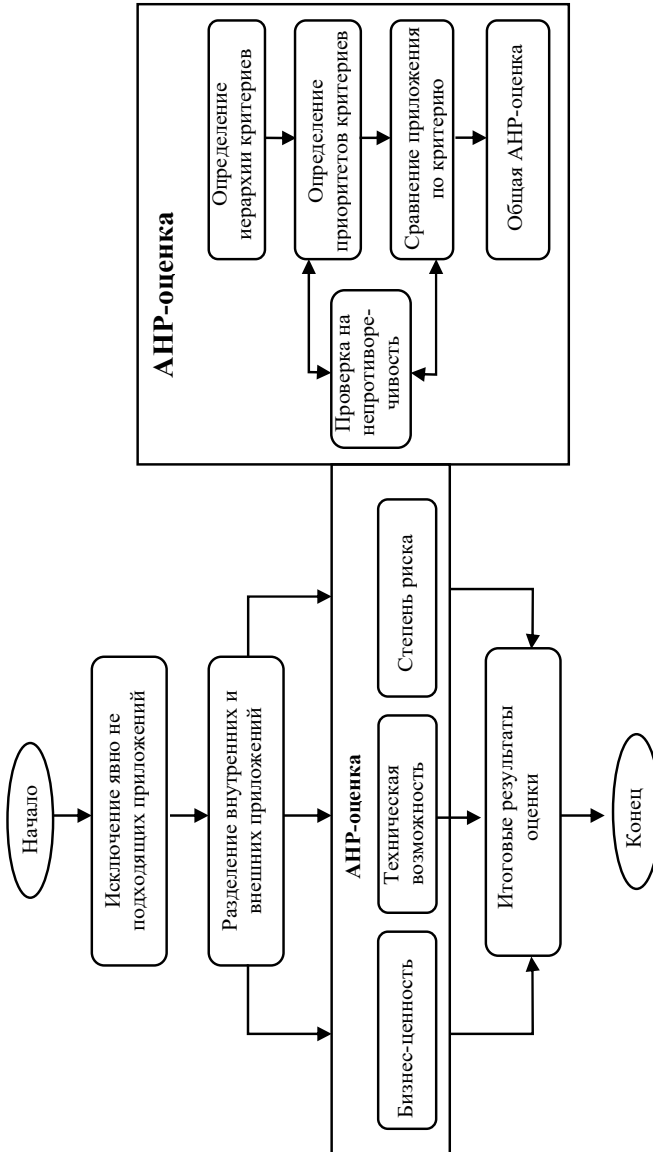 Начало
Исключение явно не
подходящих приложений
Разделение внутренних и
внешних приложений
АНР-оценка
Бизнес-ценность
Техническая
возможность
Степень риска
Итоговые результаты
оценки
Конец
АНР-оценка
Определение
иерархии критериев
Определение
приоритетов критериев
Проверка на
непротиворе-
чивость
Сравнение приложения
по критерию
Общая АНР-оценка